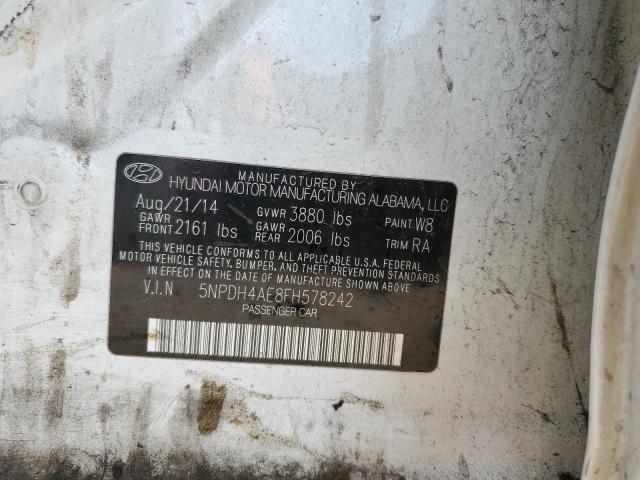 MANUFACTURED BY
HYUNDAI MOTOR MANUFACTURING ALABAMA, LLC
Aug/21/14 GVWR 3880 lbs PAINT W8
GAWR FRONT 2161 lbs GAWR REAR 2006 lbs TRIM RA
THIS VEHICLE CONFORMS TO ALL APPLICABLE U.S.A. FEDERAL
MOTOR VEHICLE SAFETY, BUMPER, AND THEFT PREVENTION STANDARDS
IN EFFECT ON THE DATE OF MANUFACTURE SHOWN ABOVE.
V.I.N 5NPDH4AE8FH578242
PASSENGER CAR